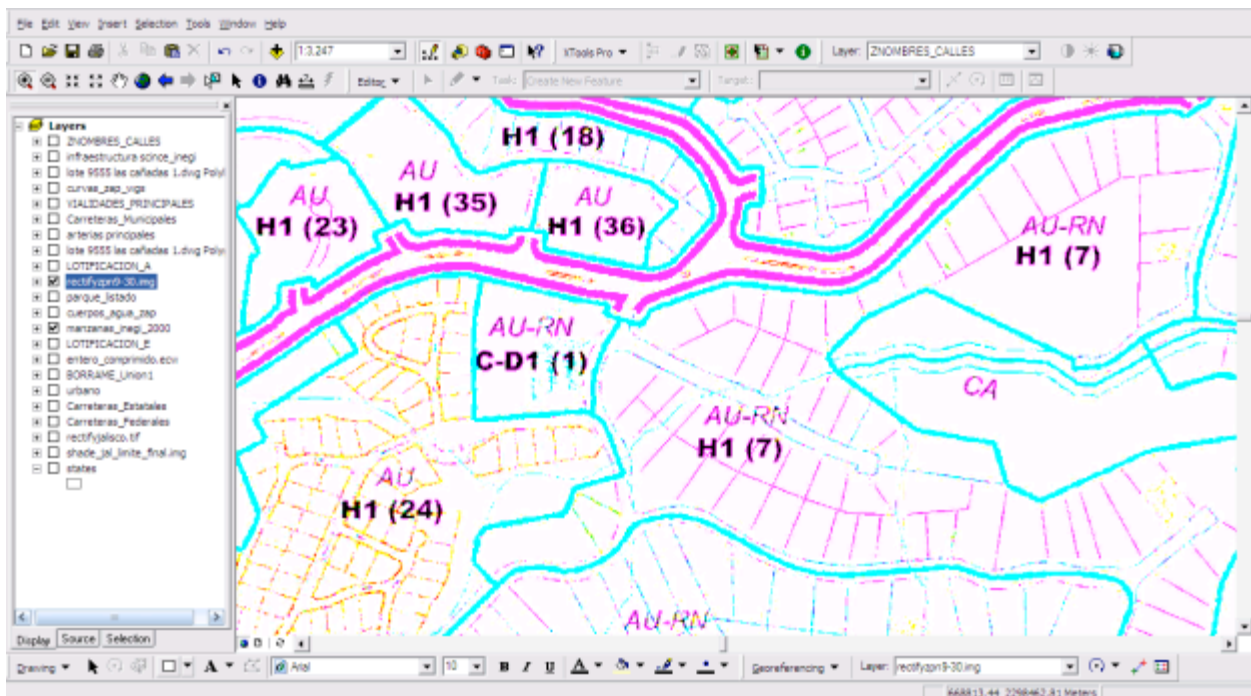 File Edit View Insert Selection Tools Window Help
1:3,247 XTools Pro Layer: ZNOMBRES_CALLES
Editor Task: Create New Feature Target:
Layers
ZNOMBRES_CALLES
infraestructura scince_inegi
lote 9555 las cañadas 1.dwg Polyl
curvas_zap_vigs
VIALIDADES_PRINCIPALES
Carreteras_Municipales
arterias principales
lote 9555 las cañadas 1.dwg Polyl
LOTIFICACION_A
rectifyzpn9-30.img
parque_listado
cuerpos_agua_zap
manzanas_inegi_2000
LOTIFICACION_E
entero_comprimido.ecw
BORRAME_Union1
urbano
Carreteras_Estatales
Carreteras_Federales
rectifyjalisco.tif
shade_jal_limite_final.img
states
Display Source Selection
H1 (18)
AU
H1 (35)
AU
H1 (23)
AU
H1 (36)
AU-RN
H1 (7)
AU-RN
C-D1 (1)
CA
AU-RN
H1 (7)
AU
H1 (24)
AU-RN
Drawing A Arial 10 B I U A Georeferencing Layer: rectifyzpn9-30.img
668813.44 2298462.81 Meters